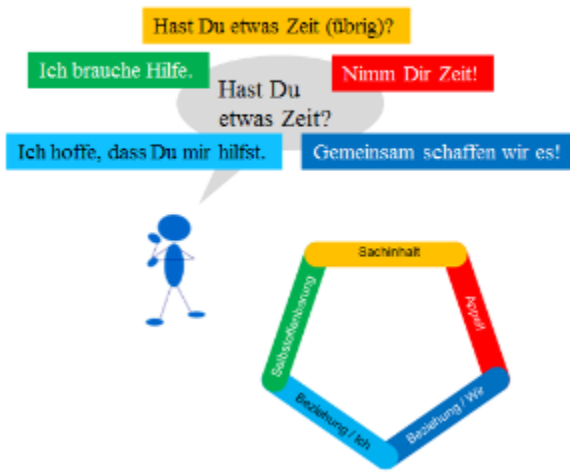 Hast Du etwas Zeit (übrig)?
Ich brauche Hilfe.
Nimm Dir Zeit!
Hast Du
etwas Zeit?
Ich hoffe, dass Du mir hilfst.
Gemeinsam schaffen wir es!
Sachinhalt
Selbstoffenbarung
Appell
Beziehung / Ich
Beziehung / Wir